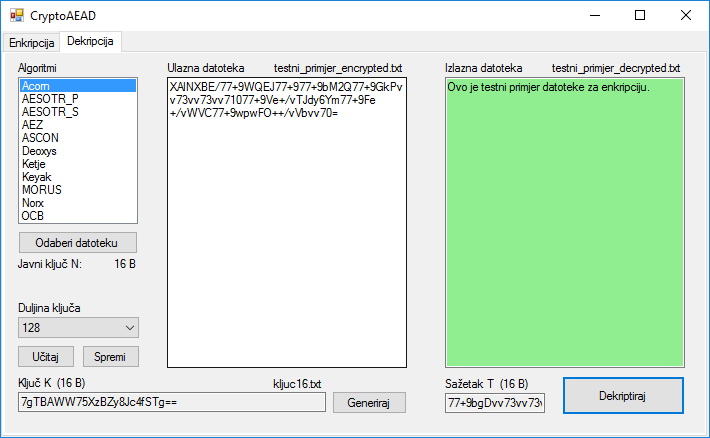 CryptoAEAD
Enkripcija Dekripcija
Algoritmi
Acorn
AESOTR_P
AESOTR_S
AEZ
ASCON
Deoxys
Ketje
Keyak
MORUS
Norx
OCB
Odaberi datoteku
Javni ključ N: 16 B
Duljina ključa
128
Učitaj Spremi
Ključ K (16 B) kljuc16.txt
7gTBAWW75XzBZy8Jc4fSTg==
Generiraj
Ulazna datoteka testni_primjer_encrypted.txt
XAlNXBE/77+9WQEJ77+977+9bM2Q77+9GkPv
v73vv73vv71077+9Ve+/vTJdy6Ym77+9Fe
+/vWVC77+9wpwFO++/vVbvv70=
Izlazna datoteka testni_primjer_decrypted.txt
Ovo je testni primjer datoteke za enkripciju.
Sažetak T (16 B)
77+9bgDvv73vv73v
Dekriptiraj